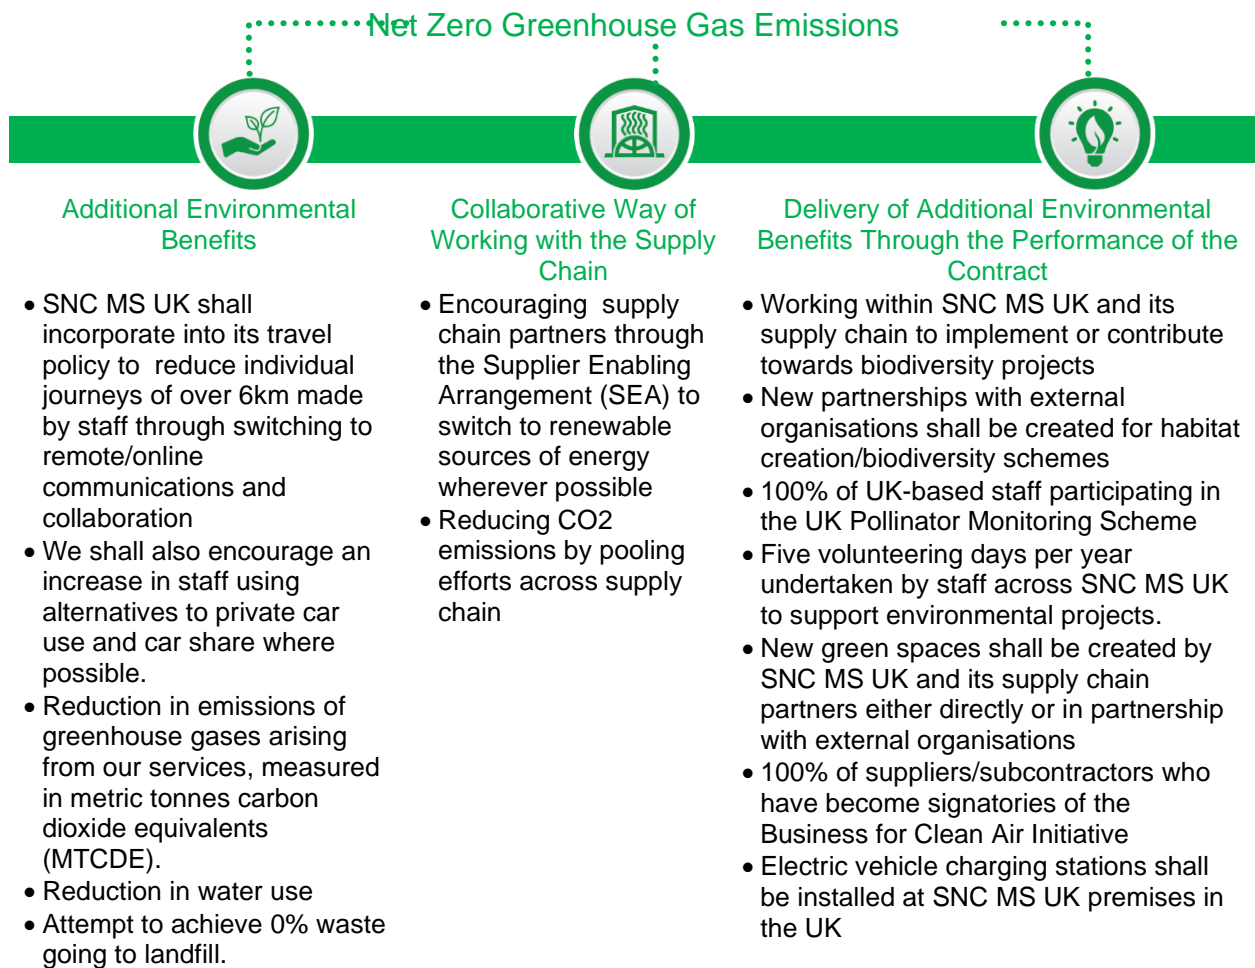 Net Zero Greenhouse Gas Emissions
Additional Environmental
Benefits
• SNC MS UK shall
incorporate into its travel
policy to  reduce individual
journeys of over 6km made
by staff through switching to
remote/online
communications and
collaboration
• We shall also encourage an
increase in staff using
alternatives to private car
use and car share where
possible.
• Reduction in emissions of
greenhouse gases arising
from our services, measured
in metric tonnes carbon
dioxide equivalents
(MTCDE).
• Reduction in water use
• Attempt to achieve 0% waste
going to landfill.
Collaborative Way of
Working with the Supply
Chain
• Encouraging  supply
chain partners through
the Supplier Enabling
Arrangement (SEA) to
switch to renewable
sources of energy
wherever possible
• Reducing CO2
emissions by pooling
efforts across supply
chain
Delivery of Additional Environmental
Benefits Through the Performance of the
Contract
• Working within SNC MS UK and its
supply chain to implement or contribute
towards biodiversity projects
• New partnerships with external
organisations shall be created for habitat
creation/biodiversity schemes
• 100% of UK-based staff participating in
the UK Pollinator Monitoring Scheme
• Five volunteering days per year
undertaken by staff across SNC MS UK
to support environmental projects.
• New green spaces shall be created by
SNC MS UK and its supply chain
partners either directly or in partnership
with external organisations
• 100% of suppliers/subcontractors who
have become signatories of the
Business for Clean Air Initiative
• Electric vehicle charging stations shall
be installed at SNC MS UK premises in
the UK